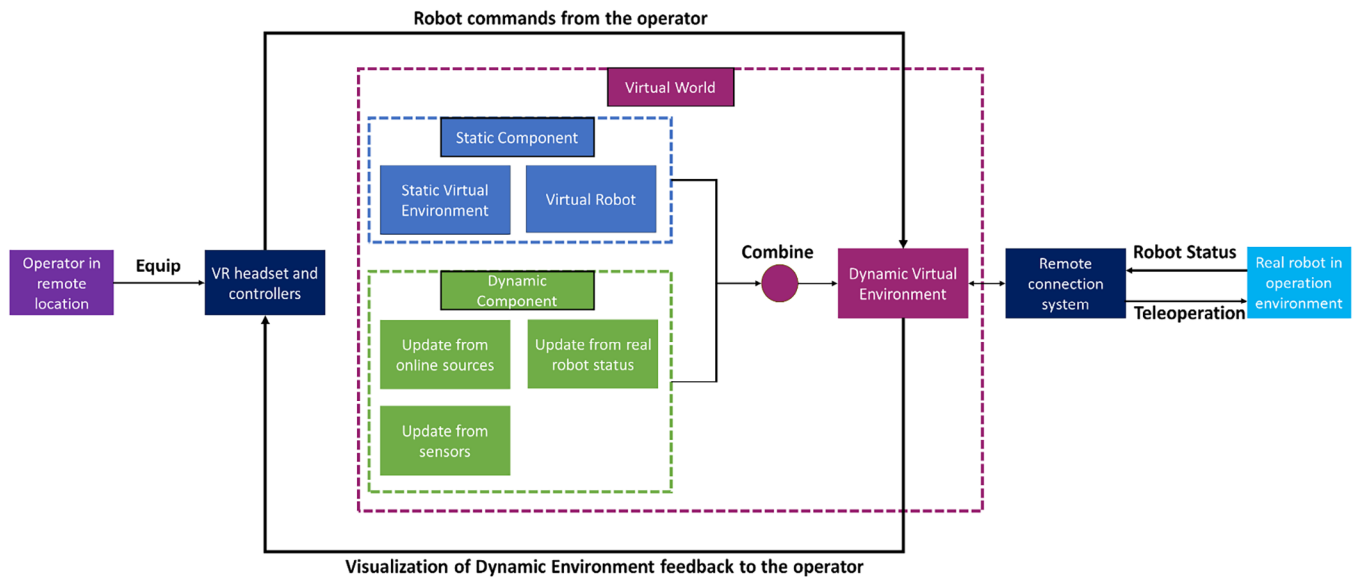 Robot commands from the operator
Virtual World
Static Component
Static Virtual
Environment
Virtual Robot
Operator in
remote
location
Equip
VR headset and
controllers
Dynamic
Component
Update from
online sources
Update from real
robot status
Update from
sensors
Combine
Dynamic Virtual
Environment
Remote
connection
system
Robot Status
Teleoperation
Real robot in
operation
environment
Visualization of Dynamic Environment feedback to the operator